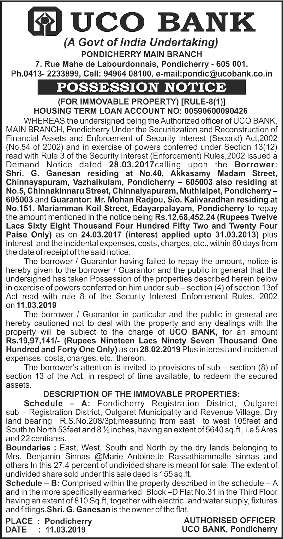 UCO BANK
(A Govt of India Undertaking)
PONDICHERRY MAIN BRANCH
7, Rue Mahe de Labourdonnais, Pondicherry - 605 001.
Ph.0413- 2233899, Cell: 94964 08100, e-mail:pondic@ucobank.co.in
POSSESSION NOTICE
(FOR IMMOVABLE PROPERTY) [RULE-8(1)]
HOUSING TERM LOAN ACCOUNT NO: 00590600090426
WHEREAS the undersigned being the Authorized officer of UCO BANK,
MAIN BRANCH, Pondicherry Under the Securitization and Reconstruction of
Financial Assets and Enforcement of Security Interest (Second) Act,2002
(No.54 of 2002) and in exercise of powers conferred under Section 13(12)
read with Rule 3 of the Security Interest (Enforcement) Rules,2002 issued a
Demand Notice dated 28.03.2017calling upon the Borrower:
Shri. G. Ganesan residing at No.40, Akkasamy Madam Street,
Chinnayapuram, Vazhaikulam, Pondicherry – 605003 also residing at
No.5, Chinnakinnaru Street, Chinnaiyapuram, Muthialpet, Pondicherry –
605003 and Guarantor: Mr. Mohan Radjou, S/o. Kalivaradhan residing at
No.151, Mariamman Koil Street, Edayarpalayam, Pondicherry to repay
the amount mentioned in the notice being Rs.12,68,452.24 (Rupees Twelve
Lacs Sixty Eight Thousand Four Hundred Fifty Two and Twenty Four
Paise Only) as on 24.03.2017 (interest applied upto 31.03.2013) plus
interest and the incidental expenses, costs, charges, etc., within 60 days from
the date of receipt of the said notice.
The borrower / Guarantor having failed to repay the amount, notice is
hereby given to the borrower / Guarantor and the public in general that the
undersigned has taken Possession of the properties described herein below
in exercise of powers conferred on him under sub – section (4) of section 13of
Act read with rule 8 of the Security Interest Enforcement Rules, 2002
on 11.03.2019
The borrower / Guarantor in particular and the public in general are
hereby cautioned not to deal with the property and any dealings with the
property will be subject to the charge of UCO BANK, for an amount
Rs.19,97,141/- (Rupees Nineteen Lacs Ninety Seven Thousand One
Hundred and Forty One Only) as on 28.02.2019 Plus interest and incidental
expenses, costs, charges, etc., thereon.
The borrower's attention is invited to provisions of sub – section (8) of
section 13 of the Act, in respect of time available, to redeem the secured
assets.
DESCRIPTION OF THE IMMOVABLE PROPERTIES:
Schedule – A: Pondicherry Registration District, Oulgaret
sub – Registration District, Oulgaret Municipality and Revenue Village, Dry
land bearing R.S.No.208/3pt,measuring from east to west 105feet and
South to North 53feet and 8 ½ inches, having an extent of 5640 sq.ft., i.e 5 Ares
and 22 centiares.
Boundaries : East, West, South and North by the dry lands belonging to
Mrs. Benjamin Sinnas @Marie Antoinette Rassathiammelle sinnas and
others In this 27.4 percent of undivided share is meant for sale. The extent of
undivided share sold under this sale deed is 155 sq.ft.
Schedule – B: Comprised within the property described in the schedule – A
and in the more specifically earmarked Block –D Flat No.31 in the Third Floor
having an extent of 810 Sq.ft, together with electric and water supply, fixtures
and fittings.Shri. G. Ganesan is the owner of the flat.
PLACE : Pondicherry AUTHORISED OFFICER
DATE : 11.03.2019 UCO BANK, Pondicherry